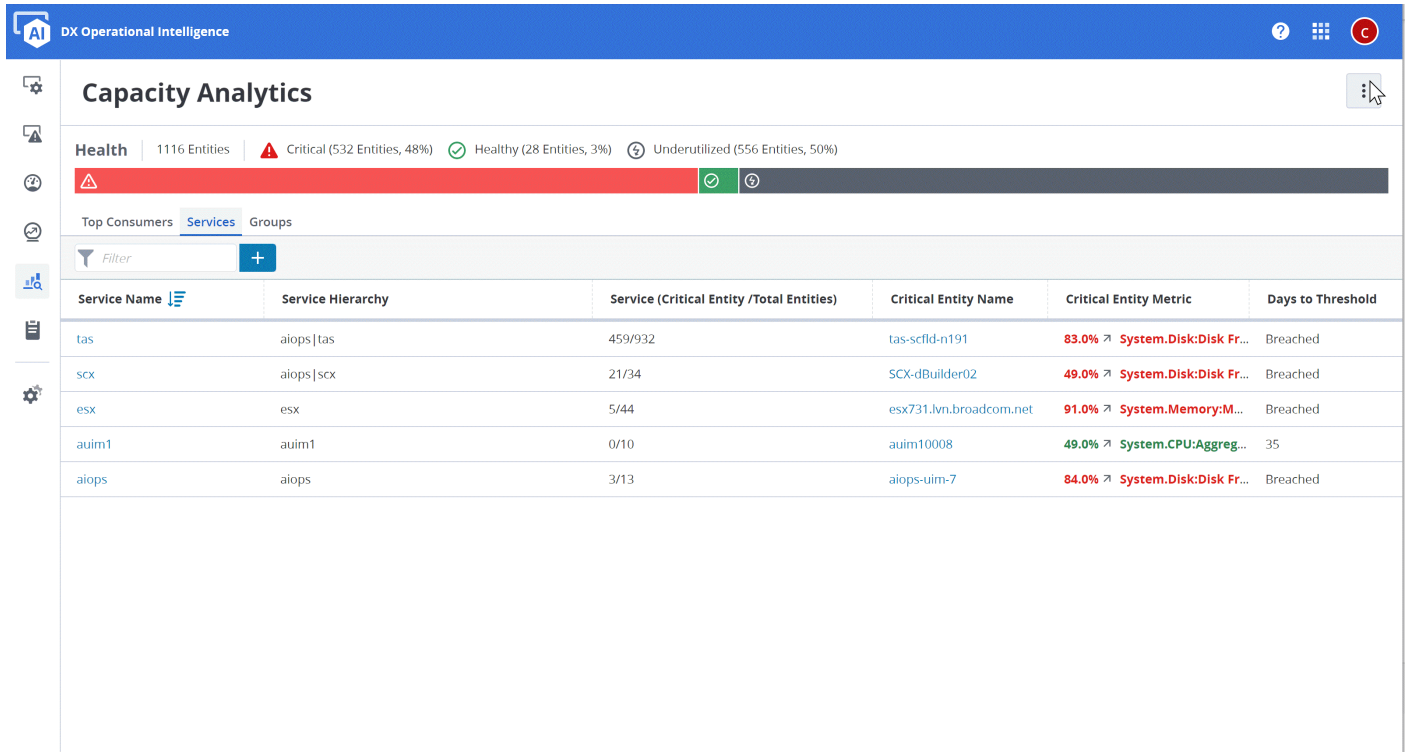 AI DX Operational Intelligence
C
Capacity Analytics
Health 1116 Entities Critical (532 Entities, 48%) Healthy (28 Entities, 3%) Underutilized (556 Entities, 50%)
Top Consumers Services Groups
Filter +
Service Name Service Hierarchy Service (Critical Entity /Total Entities) Critical Entity Name Critical Entity Metric Days to Threshold
tas aiops|tas 459/932 tas-scfld-n191 83.0% System.Disk:Disk Fr... Breached
scx aiops|scx 21/34 SCX-dBuilder02 49.0% System.Disk:Disk Fr... Breached
esx esx 5/44 esx731.lvn.broadcom.net 91.0% System.Memory:M... Breached
auim1 auim1 0/10 auim10008 49.0% System.CPU:Aggreg... 35
aiops aiops 3/13 aiops-uim-7 84.0% System.Disk:Disk Fr... Breached